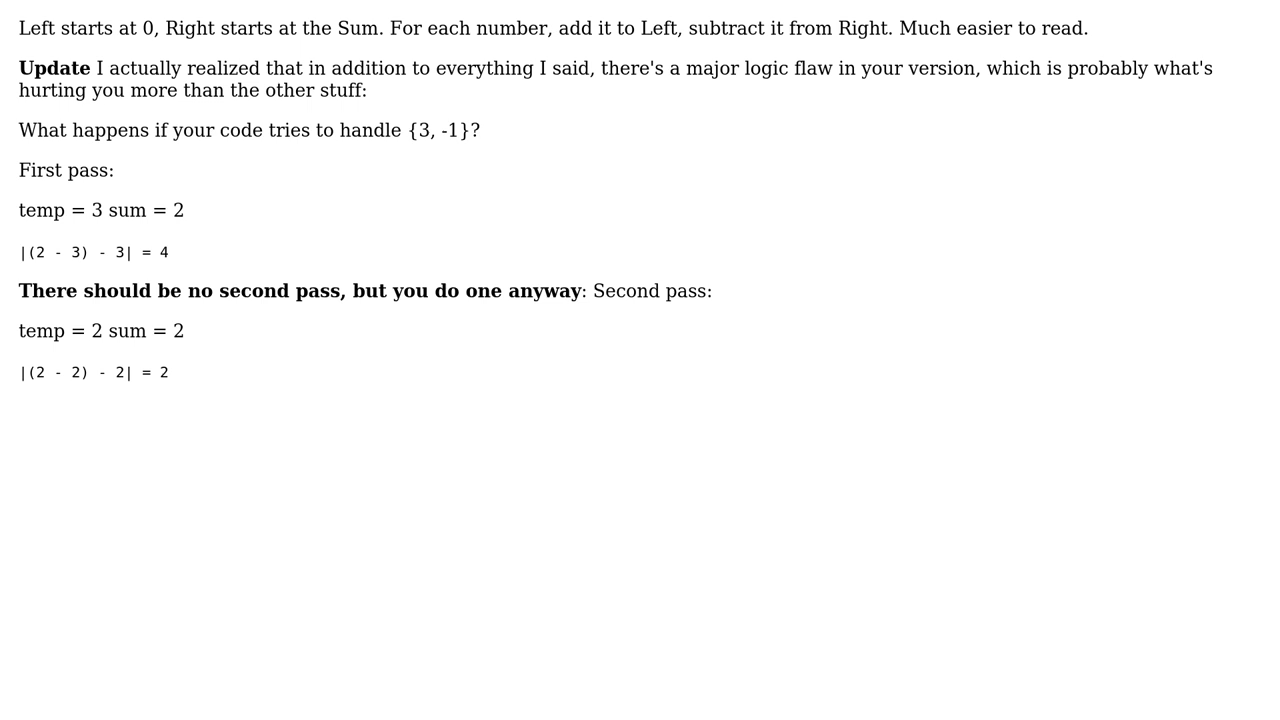 Left starts at 0, Right starts at the Sum. For each number, add it to Left, subtract it from Right. Much easier to read.
Update I actually realized that in addition to everything I said, there's a major logic flaw in your version, which is probably what's
hurting you more than the other stuff:
What happens if your code tries to handle {3, -1}?
First pass:
temp = 3 sum = 2
|(2 - 3) - 3| = 4
There should be no second pass, but you do one anyway: Second pass:
temp = 2 sum = 2
|(2 - 2) - 2| = 2